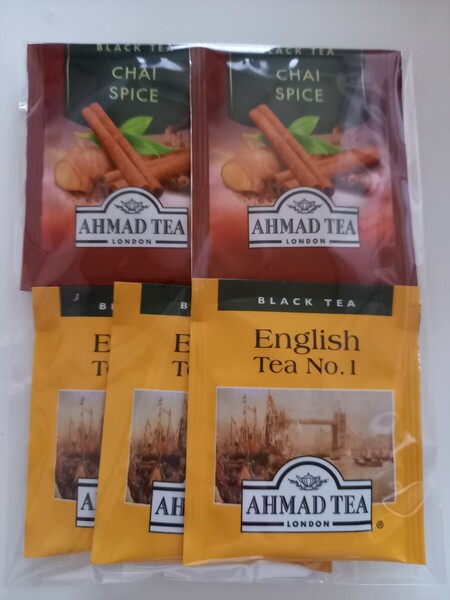 BLACK TEA
CHAI
SPICE
AHMAD TEA
LONDON
BLACK TEA
CHAI
SPICE
AHMAD TEA
LONDON
B
E
T
A
B
E
T
AH
L
BLACK TEA
English
Tea No.1
AHMAD TEA
LONDON
®